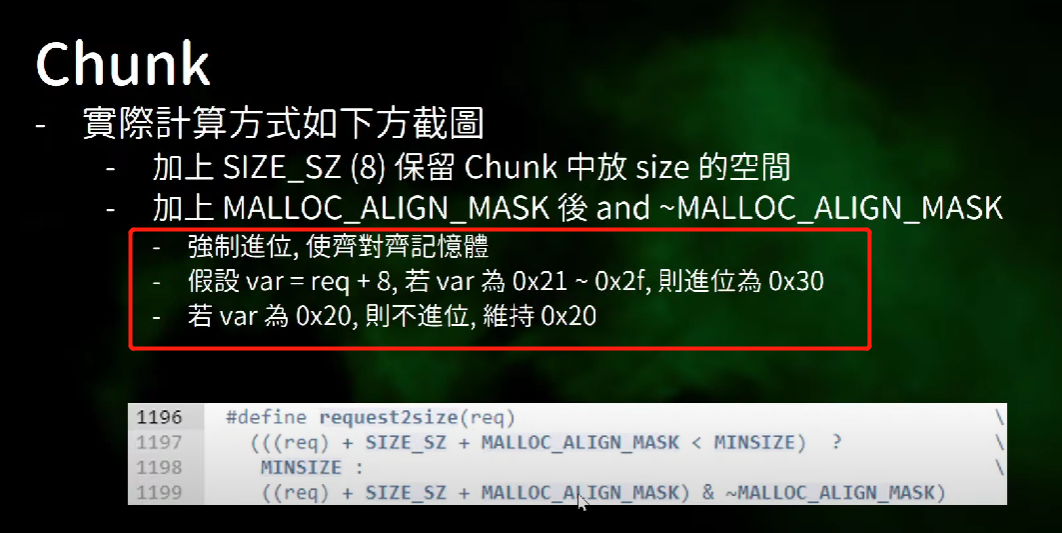 Chunk
- 實際計算方式如下方截圖
- 加上 SIZE_SZ (8) 保留 Chunk 中放 size 的空間
- 加上 MALLOC_ALIGN_MASK 後 and ~MALLOC_ALIGN_MASK
- 強制進位, 使齊對齊記憶體
- 假設 var = req + 8, 若 var 為 0x21 ~ 0x2f, 則進位為 0x30
- 若 var 為 0x20, 則不進位, 維持 0x20
1196 #define request2size(req) \
1197 (((req) + SIZE_SZ + MALLOC_ALIGN_MASK < MINSIZE) ? \
1198 MINSIZE : \
1199 ((req) + SIZE_SZ + MALLOC_ALIGN_MASK) & ~MALLOC_ALIGN_MASK)